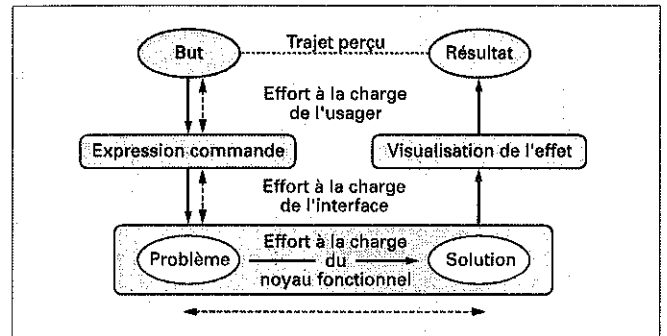 But
Trajet perçu
Résultat
Effort à la charge
de l'usager
Expression commande
Visualisation de l'effet
Effort à la charge
de l'interface
Problème
Effort à la charge
du
noyau fonctionnel
Solution